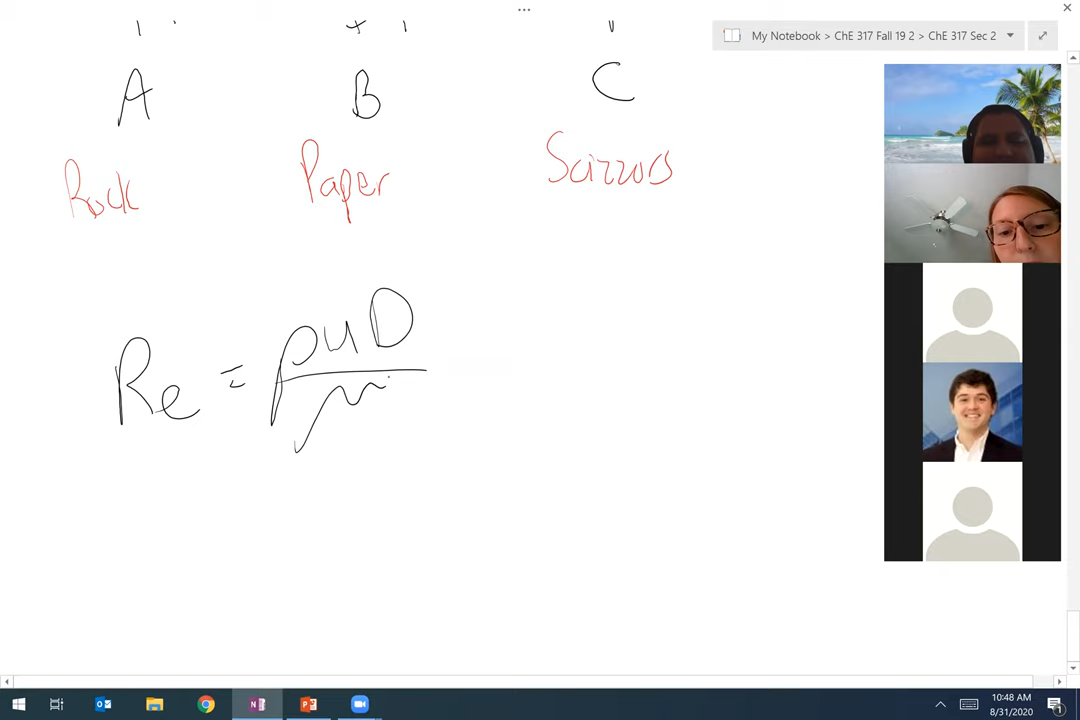 My Notebook > ChE 317 Fall 19 2 > ChE 317 Sec 2
A B C
Rock Paper Scizzors
Re = ρuD
μ
10:48 AM
8/31/2020